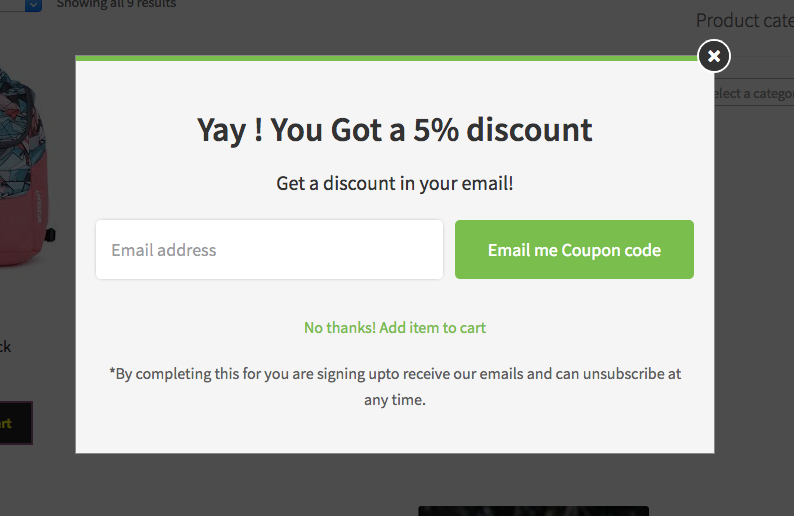 Showing all 9 results
Product cate
elect a categor
Yay ! You Got a 5% discount
Get a discount in your email!
Email address
Email me Coupon code
No thanks! Add item to cart
*By completing this for you are signing upto receive our emails and can unsubscribe at
any time.
ck
rt